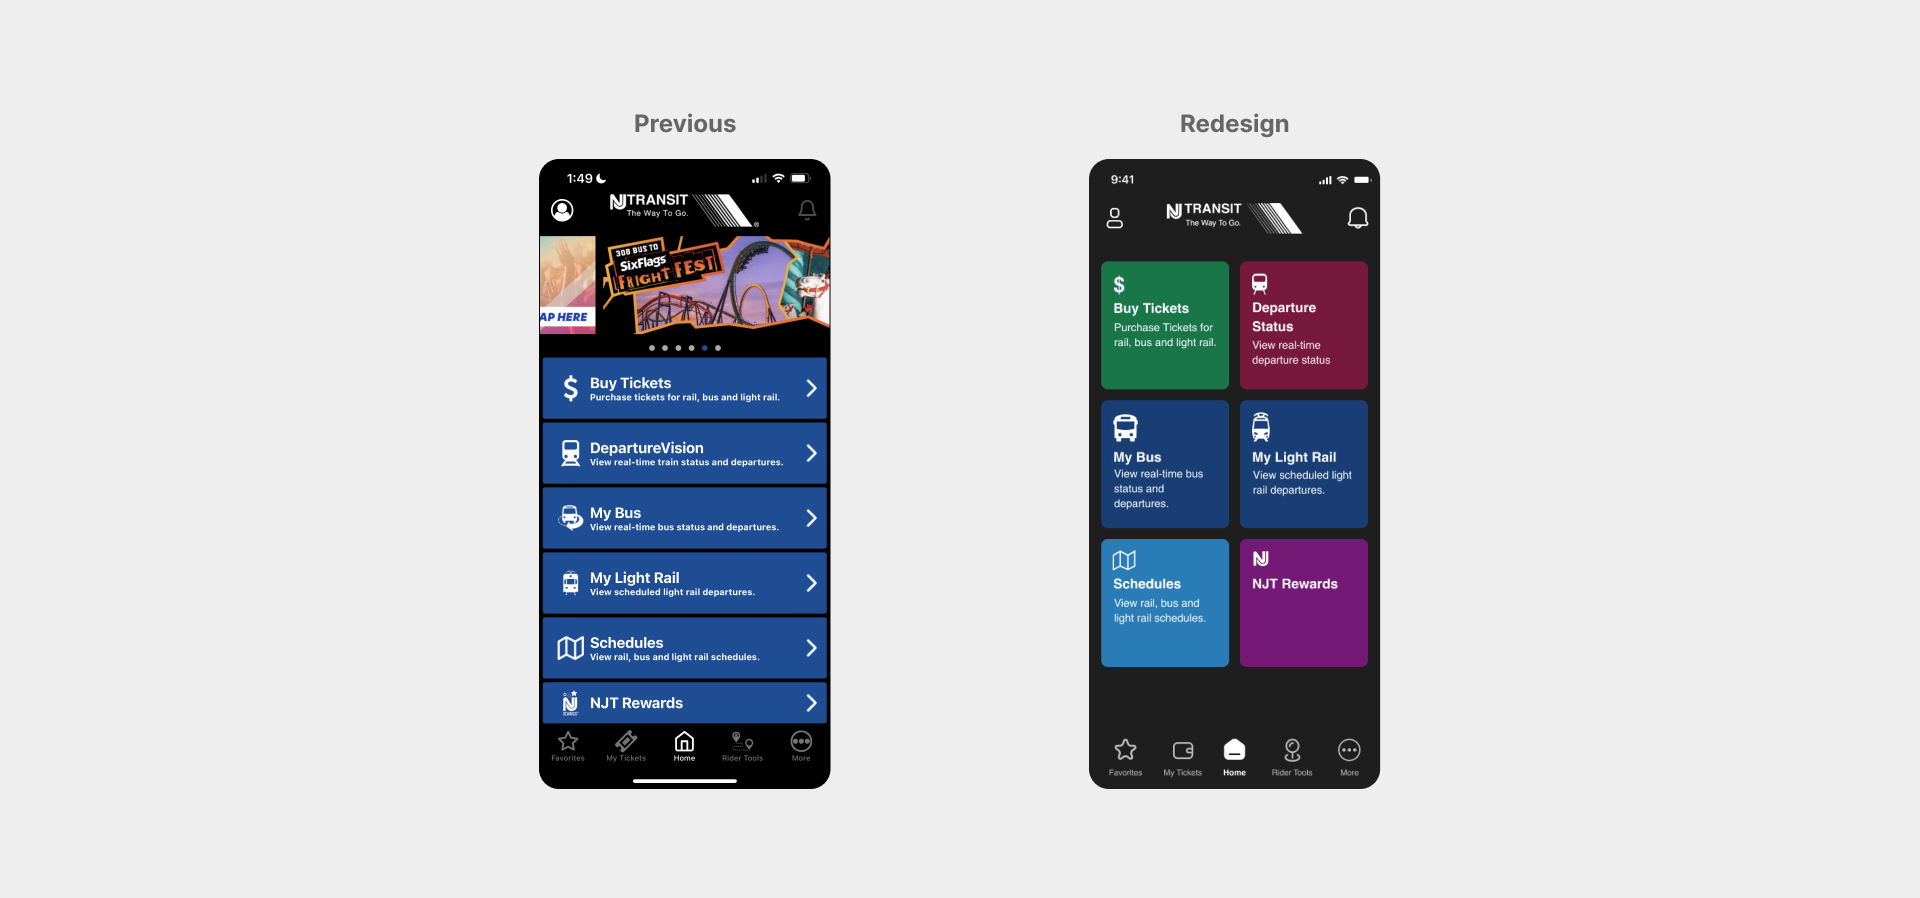 Previous
1:49
NJ TRANSIT
The Way To Go.
®
AP HERE
308 BUS TO
SixFlags
FRIGHT FEST
Buy Tickets
Purchase tickets for rail, bus and light rail.
DepartureVision
View real-time train status and departures.
My Bus
View real-time bus status and departures.
My Light Rail
View scheduled light rail departures.
Schedules
View rail, bus and light rail schedules.
NJ
NJT Rewards
Favorites
My Tickets
Home
Rider Tools
More
Redesign
9:41
NJ TRANSIT
The Way To Go.
$
Buy Tickets
Purchase Tickets for
rail, bus and light rail.
Departure
Status
View real-time
departure status
My Bus
View real-time bus
status and
departures.
My Light Rail
View scheduled light
rail departures.
Schedules
View rail, bus and
light rail schedules.
NJ
NJT Rewards
Favorites
My Tickets
Home
Rider Tools
More